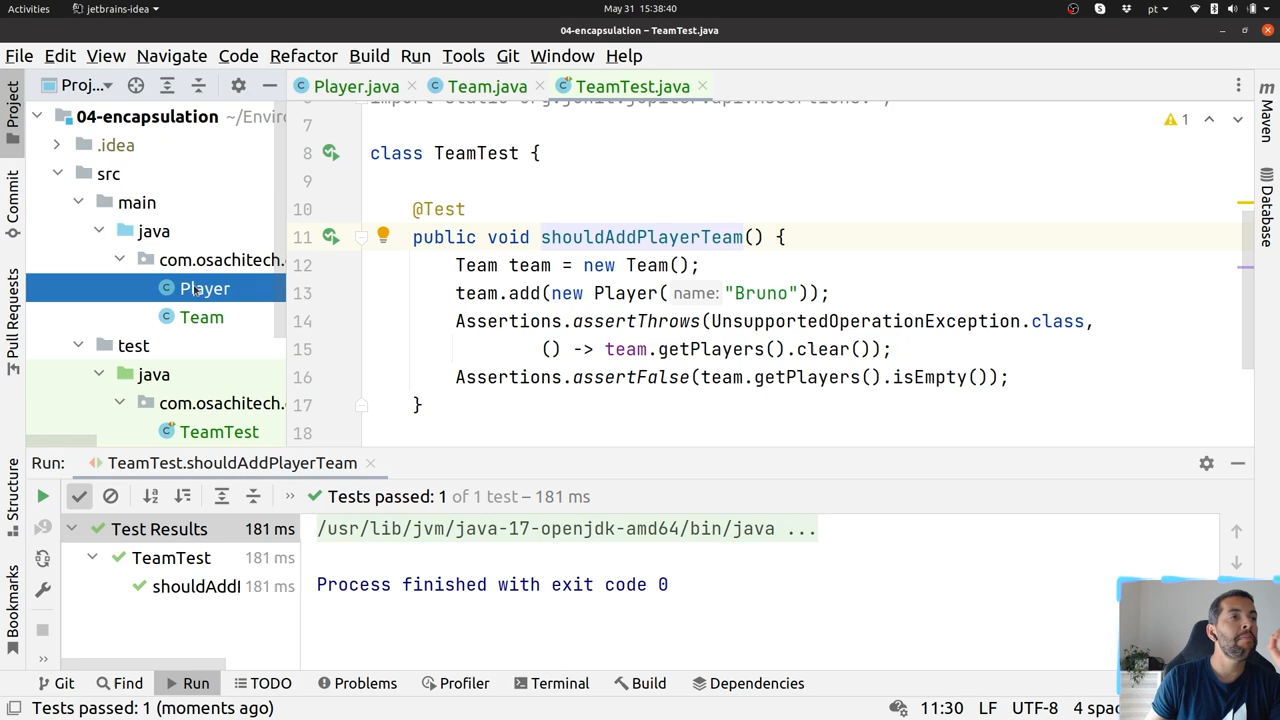 Activities jetbrains-idea May 31 15:38:40 pt
04-encapsulation – TeamTest.java
File Edit View Navigate Code Refactor Build Run Tools Git Window Help
Proj... Player.java Team.java TeamTest.java
Project
Commit
Pull Requests
Structure
Bookmarks
04-encapsulation ~/Enviro
.idea
src
main
java
com.osachitech.
Player
Team
test
java
com.osachitech.
TeamTest
7
8 class TeamTest {
9
10 @Test
11 public void shouldAddPlayerTeam() {
12 Team team = new Team();
13 team.add(new Player( name: "Bruno"));
14 Assertions.assertThrows(UnsupportedOperationException.class,
15 () -> team.getPlayers().clear());
16 Assertions.assertFalse(team.getPlayers().isEmpty());
17 }
18
1
Maven
Database
Run: TeamTest.shouldAddPlayerTeam
Tests passed: 1 of 1 test – 181 ms
Test Results 181 ms
TeamTest 181 ms
shouldAddl 181 ms
/usr/lib/jvm/java-17-openjdk-amd64/bin/java ...
Process finished with exit code 0
Git Find Run TODO Problems Profiler Terminal Build Dependencies
Tests passed: 1 (moments ago) 11:30 LF UTF-8 4 spac